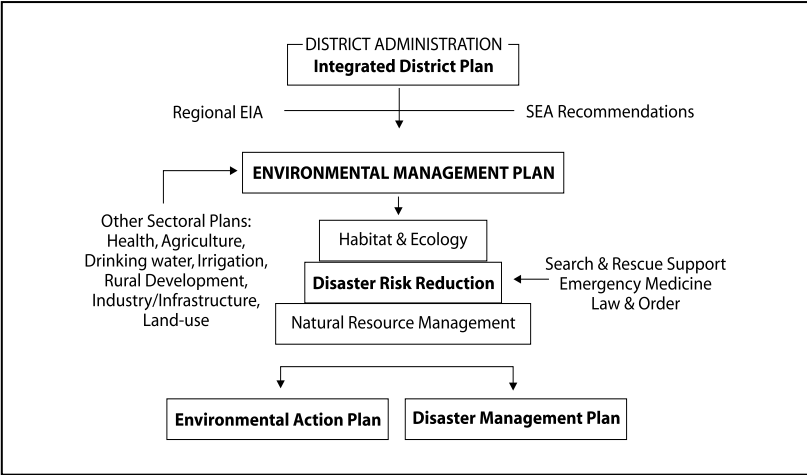 DISTRICT ADMINISTRATION
Integrated District Plan
Regional EIA
SEA Recommendations
ENVIRONMENTAL MANAGEMENT PLAN
Other Sectoral Plans:
Health, Agriculture,
Drinking water, Irrigation,
Rural Development,
Industry/Infrastructure,
Land-use
Habitat & Ecology
Disaster Risk Reduction
Natural Resource Management
Search & Rescue Support
Emergency Medicine
Law & Order
Environmental Action Plan
Disaster Management Plan